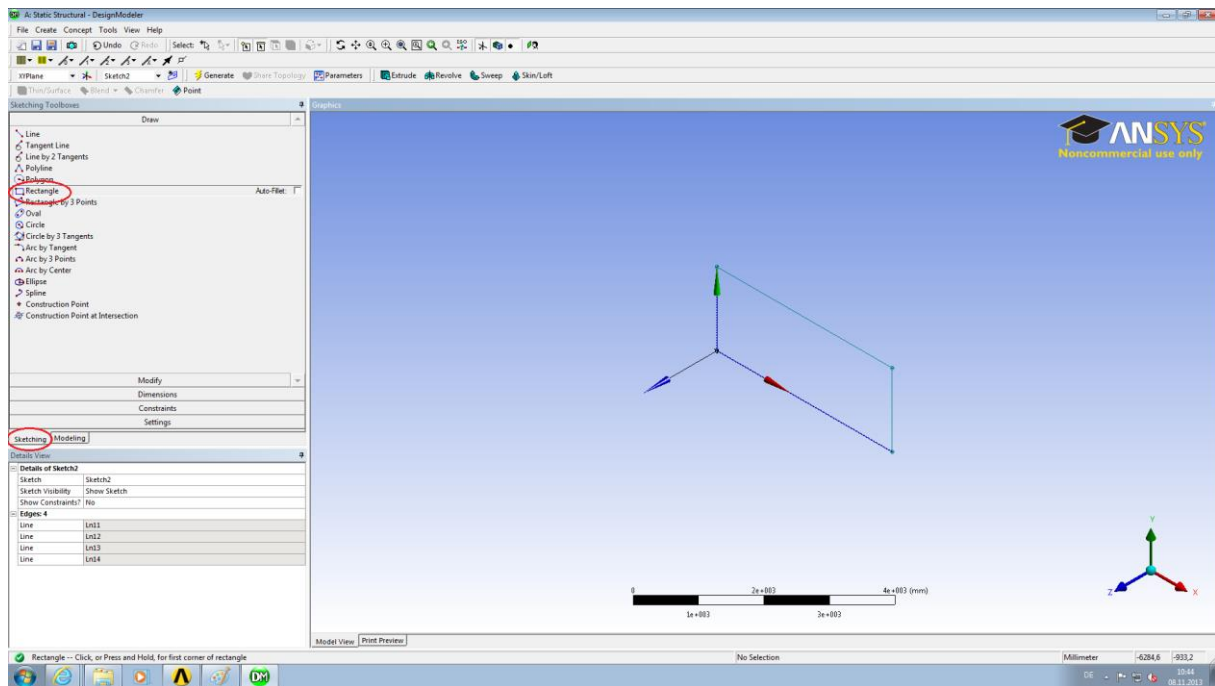 A: Static Structural - DesignModeler
File Create Concept Tools View Help
Undo Redo Select:
XYPlane Sketch2 Generate Share Topology Parameters Extrude Revolve Sweep Skin/Loft
Thin/Surface Blend Chamfer Point
Sketching Toolboxes
Graphics
Draw
Line
Tangent Line
Line by 2 Tangents
Polyline
Polygon
Rectangle Auto-Fillet:
Rectangle by 3 Points
Oval
Circle
Circle by 3 Tangents
Arc by Tangent
Arc by 3 Points
Arc by Center
Ellipse
Spline
Construction Point
Construction Point at Intersection
Modify
Dimensions
Constraints
Settings
Sketching Modeling
Details View
Details of Sketch2
Sketch Sketch2
Sketch Visibility Show Sketch
Show Constraints? No
Edges: 4
Line Ln11
Line Ln12
Line Ln13
Line Ln14
ANSYS
Noncommercial use only
Y
Z
X
0 2e+003 4e+003 (mm)
1e+003 3e+003
Model View Print Preview
Rectangle -- Click, or Press and Hold, for first corner of rectangle No Selection Millimeter -6284,6 -933,2
DM DE 10:44
08.11.2013